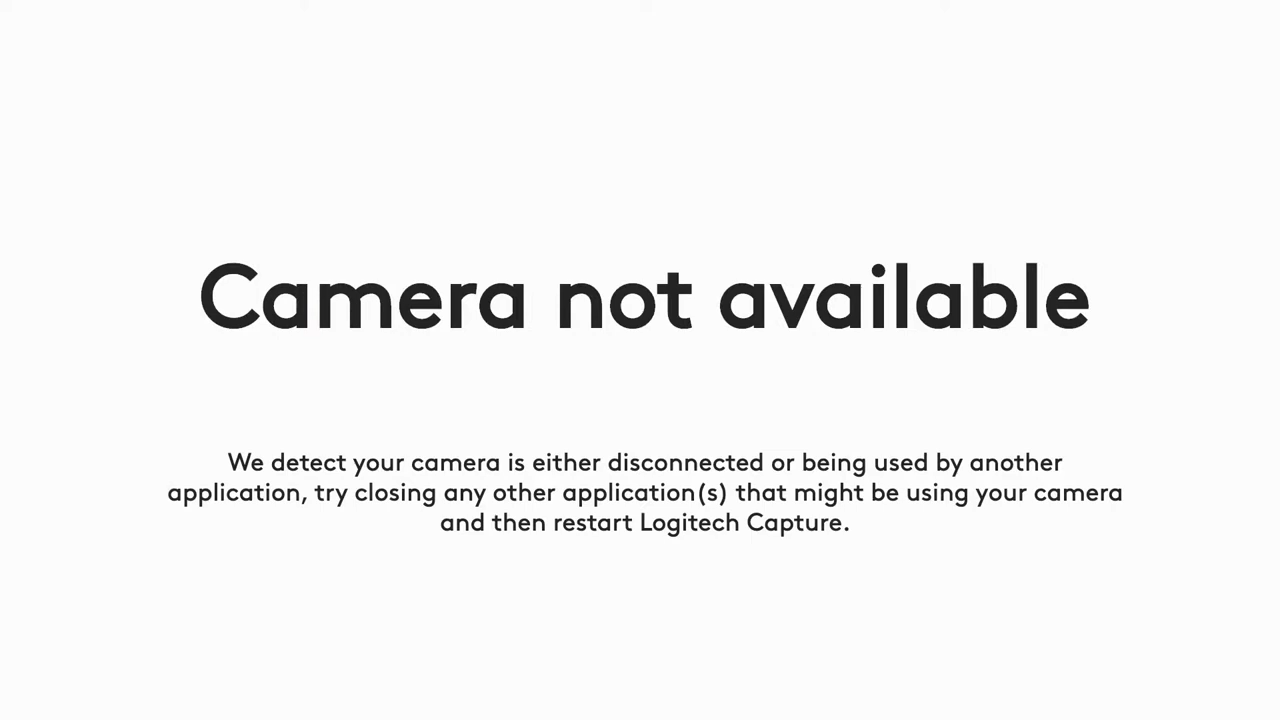 Camera not available
We detect your camera is either disconnected or being used by another
application, try closing any other application(s) that might be using your camera
and then restart Logitech Capture.